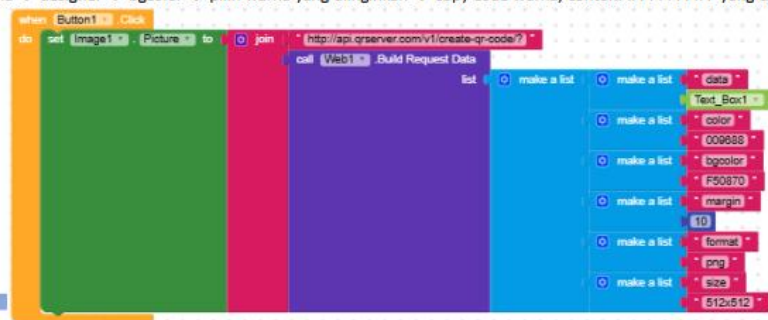 when Button1 .Click
do set Image1 . Picture to join "http://api.qrserver.com/v1/create-qr-code/?"
call Web1 .Build Request Data
list make a list make a list "data"
Text_Box1
make a list "color"
"009688"
make a list "bgcolor"
"F50870"
make a list "margin"
10
make a list "format"
"png"
make a list "size"
"512x512"